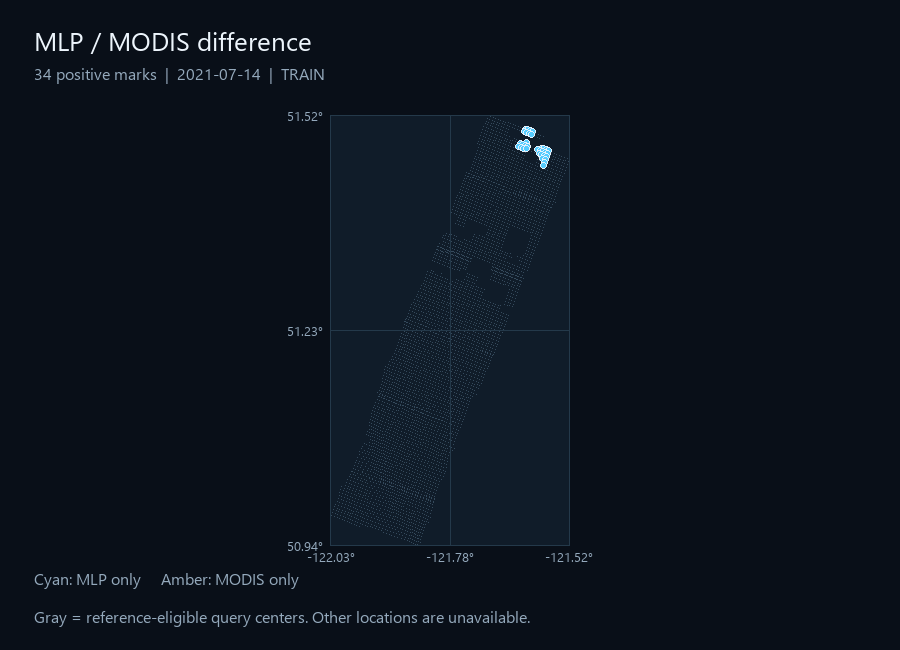 MLP / MODIS difference
34 positive marks | 2021-07-14 | TRAIN
51.52°
51.23°
50.94°
-122.03° -121.78° -121.52°
Cyan: MLP only Amber: MODIS only
Gray = reference-eligible query centers. Other locations are unavailable.